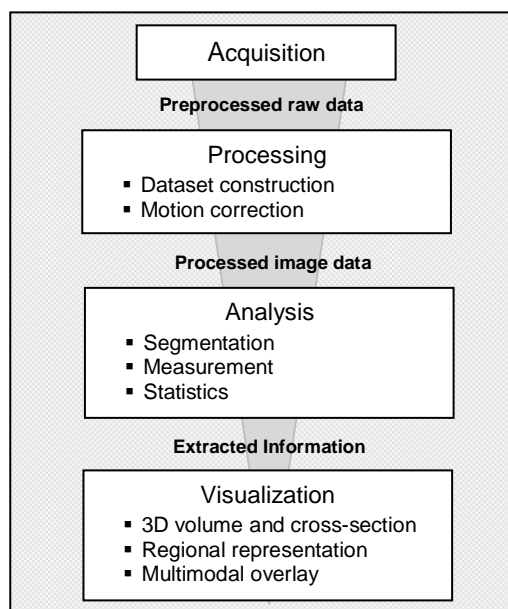 Acquisition
Preprocessed raw data
Processing
▪ Dataset construction
▪ Motion correction
Processed image data
Analysis
▪ Segmentation
▪ Measurement
▪ Statistics
Extracted Information
Visualization
▪ 3D volume and cross-section
▪ Regional representation
▪ Multimodal overlay